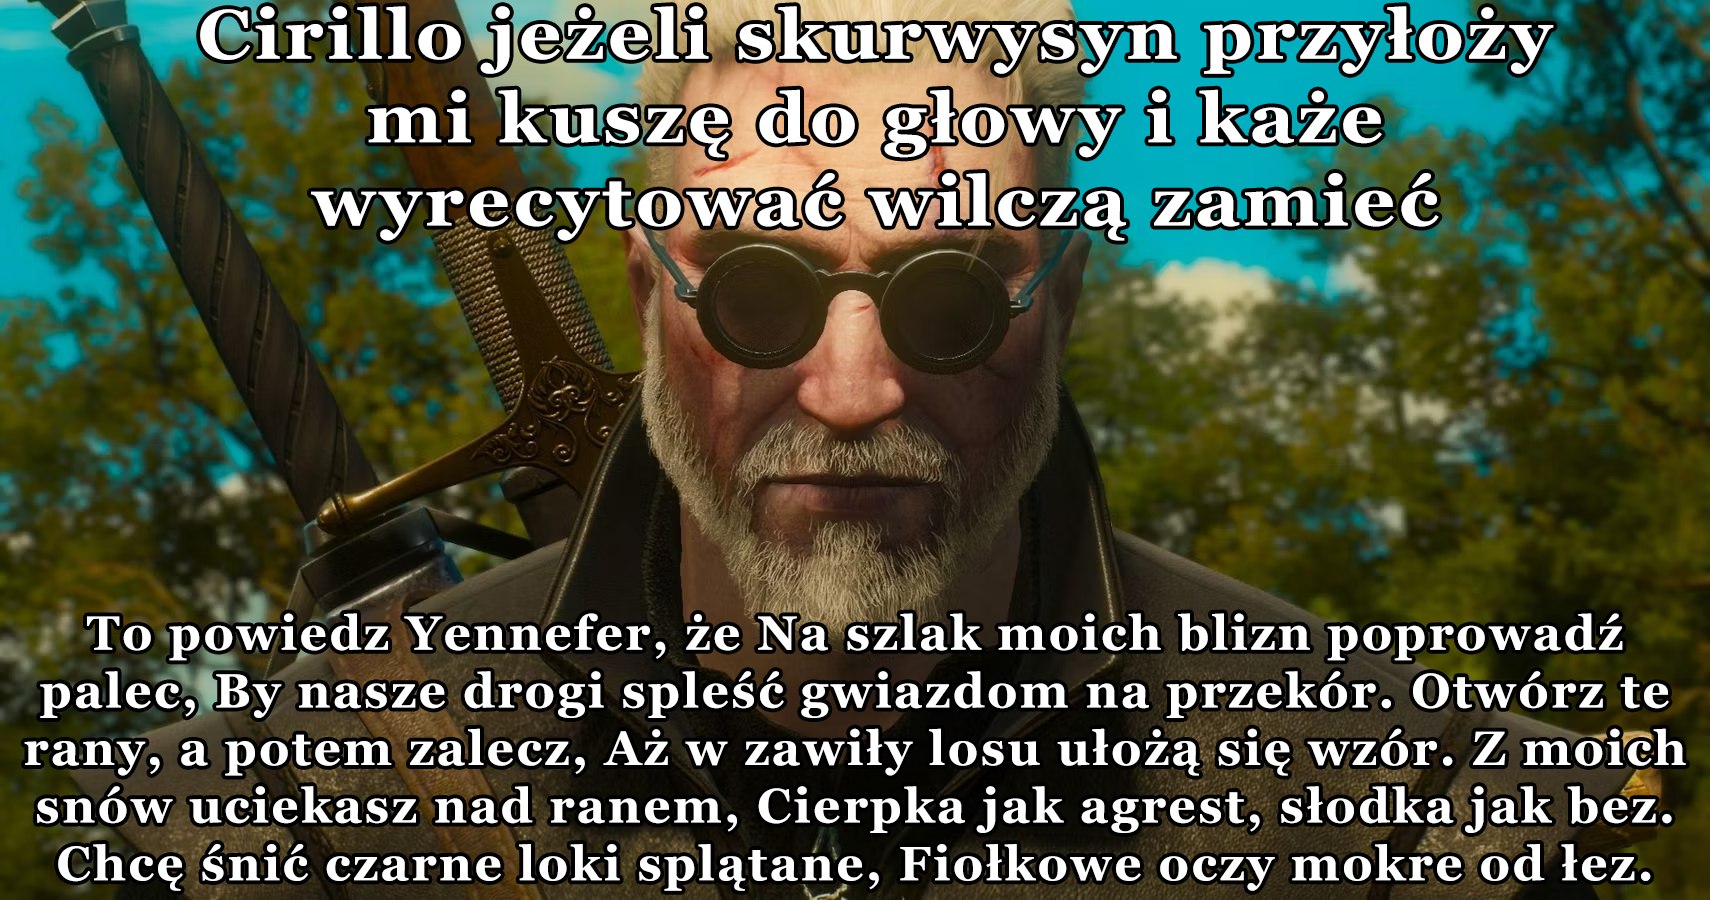 Cirillo jeżeli skurwysyn przyłoży
mi kuszę do głowy i każe
wyrecytować wilczą zamieć
To powiedz Yennefer, że Na szlak moich blizn poprowadź
palec, By nasze drogi spleść gwiazdom na przekór. Otwórz te
rany, a potem zalecz, Aż w zawiły losu ułożą się wzór. Z moich
snów uciekasz nad ranem, Cierpka jak agrest, słodka jak bez.
Chcę śnić czarne loki splątane, Fiołkowe oczy mokre od łez.